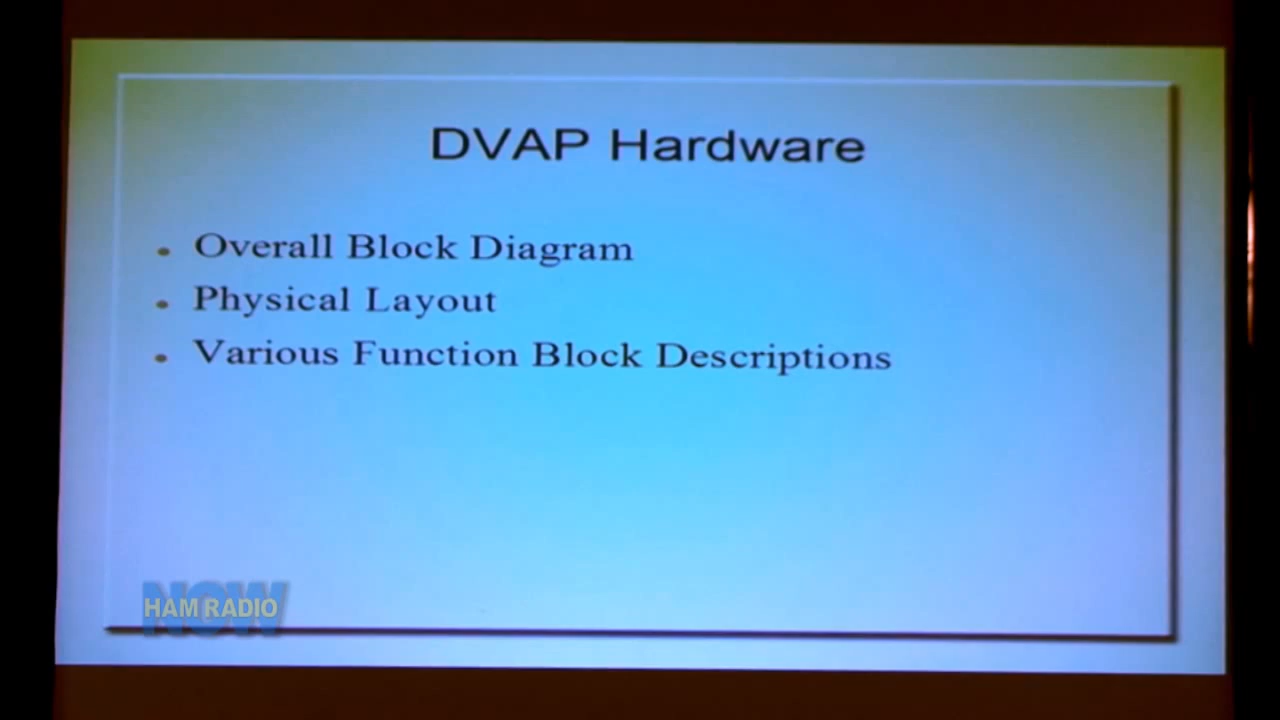 DVAP Hardware
Overall Block Diagram
Physical Layout
Various Function Block Descriptions
NOW
HAM RADIO